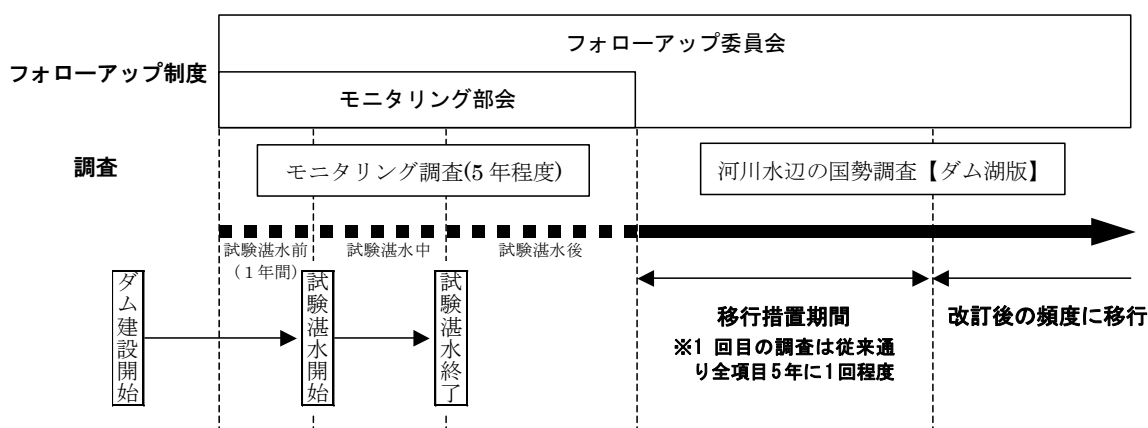 フォローアップ委員会
フォローアップ制度
モニタリング部会
調査
モニタリング調査(5年程度)
河川水辺の国勢調査【ダム湖版】
試験湛水前
(1年間)
試験湛水中
試験湛水後
ダム建設開始
試験湛水開始
試験湛水終了
移行措置期間
※1 回目の調査は従来通
り全項目5年に1回程度
改訂後の頻度に移行